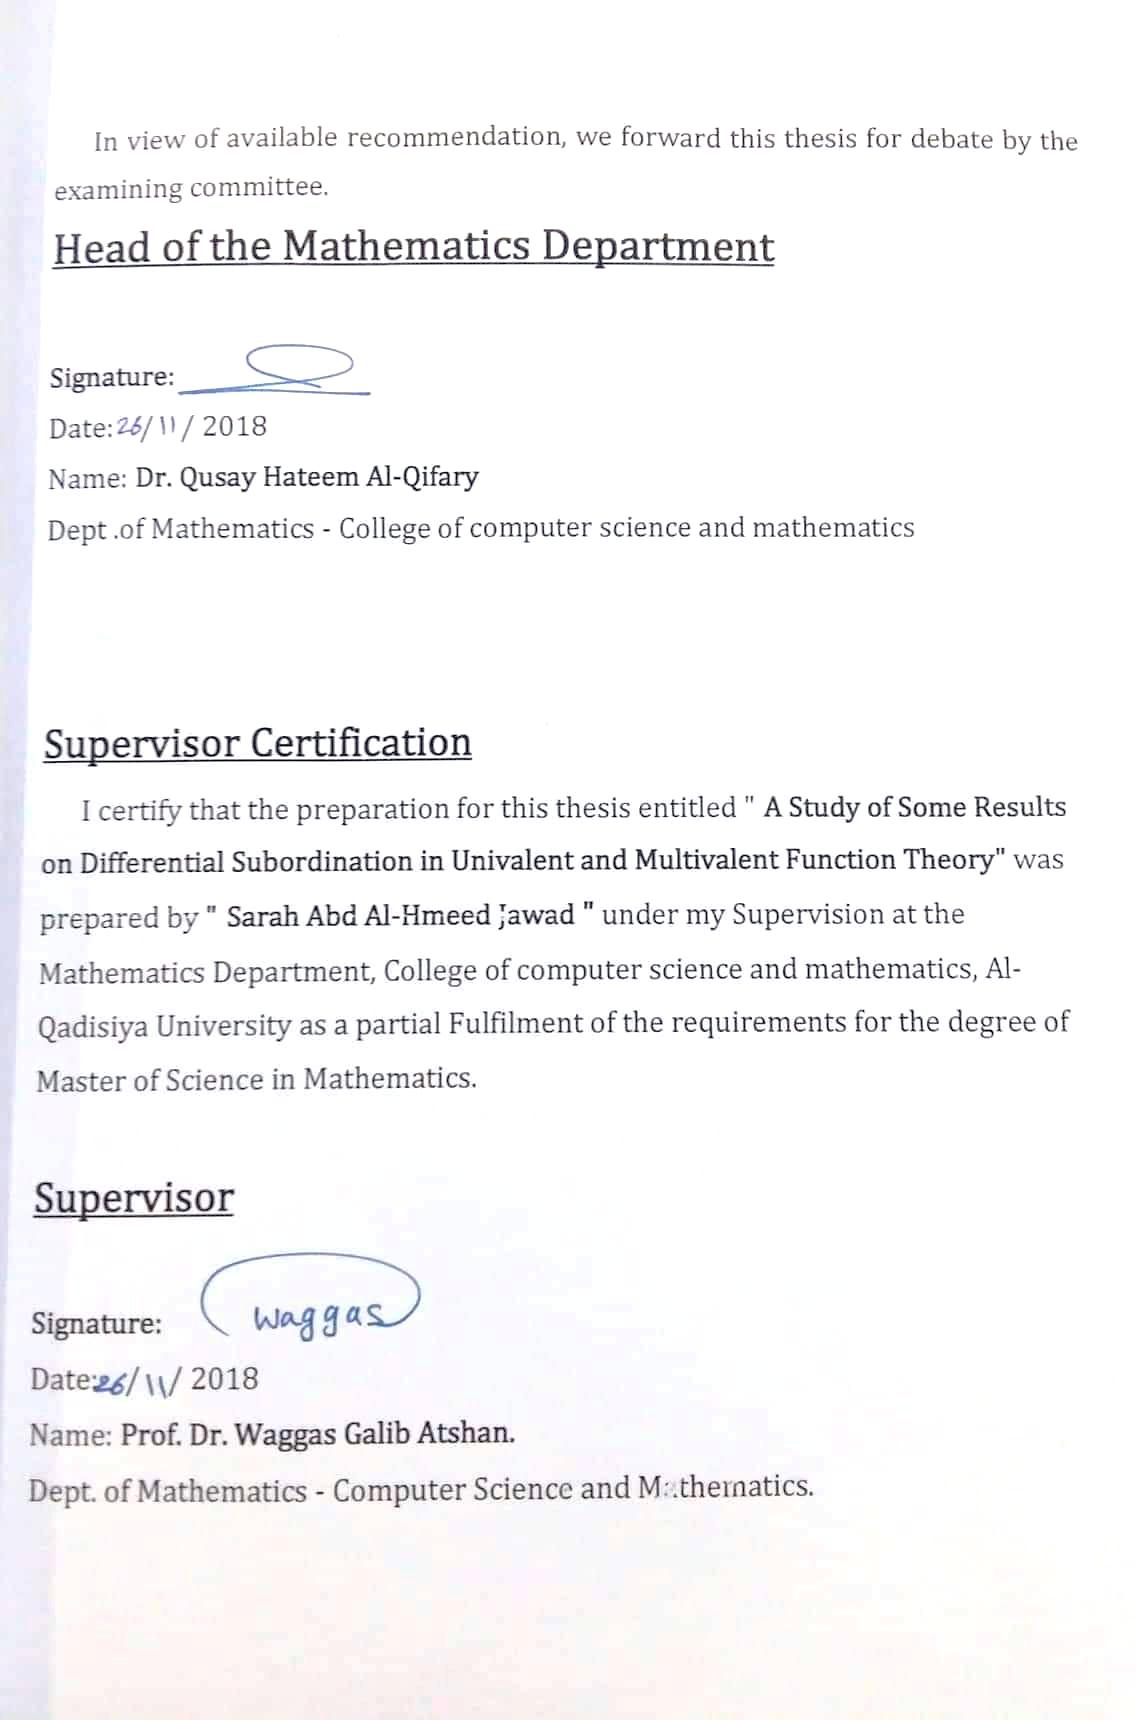 In view of available recommendation, we forward this thesis for debate by the
examining committee.
Head of the Mathematics Department
Signature:
Date: 26/11/ 2018
Name: Dr. Qusay Hateem Al-Qifary
Dept .of Mathematics - College of computer science and mathematics
Supervisor Certification
I certify that the preparation for this thesis entitled " A Study of Some Results
on Differential Subordination in Univalent and Multivalent Function Theory" was
prepared by " Sarah Abd Al-Hmeed Jawad " under my Supervision at the
Mathematics Department, College of computer science and mathematics, Al-
Qadisiya University as a partial Fulfilment of the requirements for the degree of
Master of Science in Mathematics.
Supervisor
Signature: Waggas
Date:26/11/ 2018
Name: Prof. Dr. Waggas Galib Atshan.
Dept. of Mathematics - Computer Science and Mathematics.